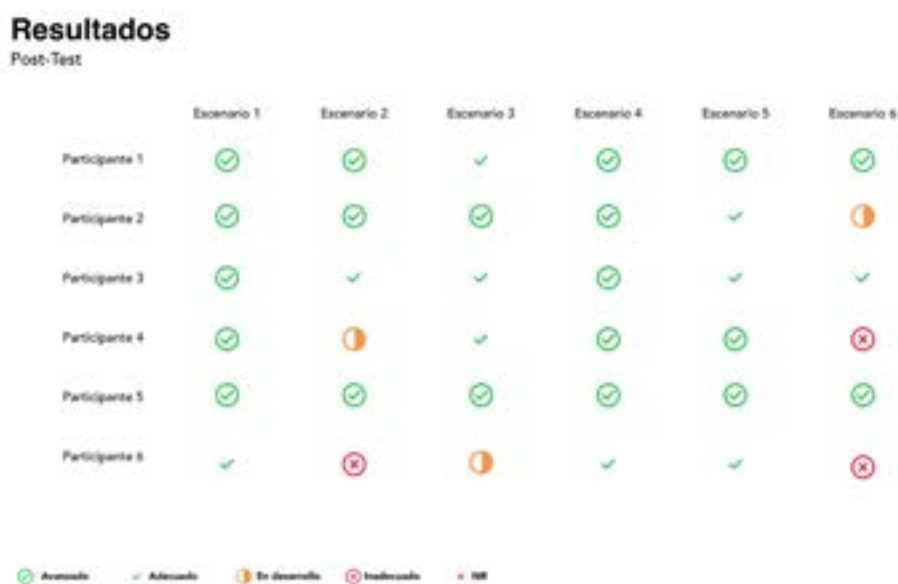 Resultados
Post-Test
Escenario 1 Escenario 2 Escenario 3 Escenario 4 Escenario 5 Escenario 6
Participante 1
Participante 2
Participante 3
Participante 4
Participante 5
Participante 6
Avanzado Adecuado En desarrollo Inadecuado NR